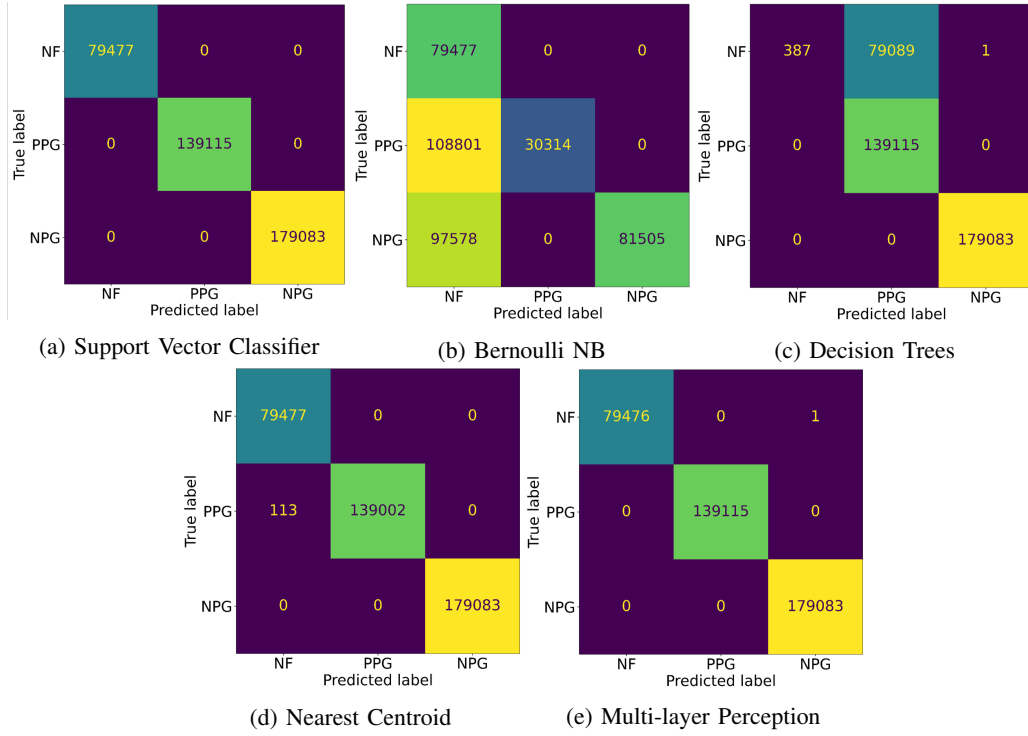 NF 79477 0 0
PPG 0 139115 0
NPG 0 0 179083
True label
NF PPG NPG
Predicted label
(a) Support Vector Classifier
NF 79477 0 0
PPG 108801 30314 0
NPG 97578 0 81505
True label
NF PPG NPG
Predicted label
(b) Bernoulli NB
NF 387 79089 1
PPG 0 139115 0
NPG 0 0 179083
True label
NF PPG NPG
Predicted label
(c) Decision Trees
NF 79477 0 0
PPG 113 139002 0
NPG 0 0 179083
True label
NF PPG NPG
Predicted label
(d) Nearest Centroid
NF 79476 0 1
PPG 0 139115 0
NPG 0 0 179083
True label
NF PPG NPG
Predicted label
(e) Multi-layer Perception